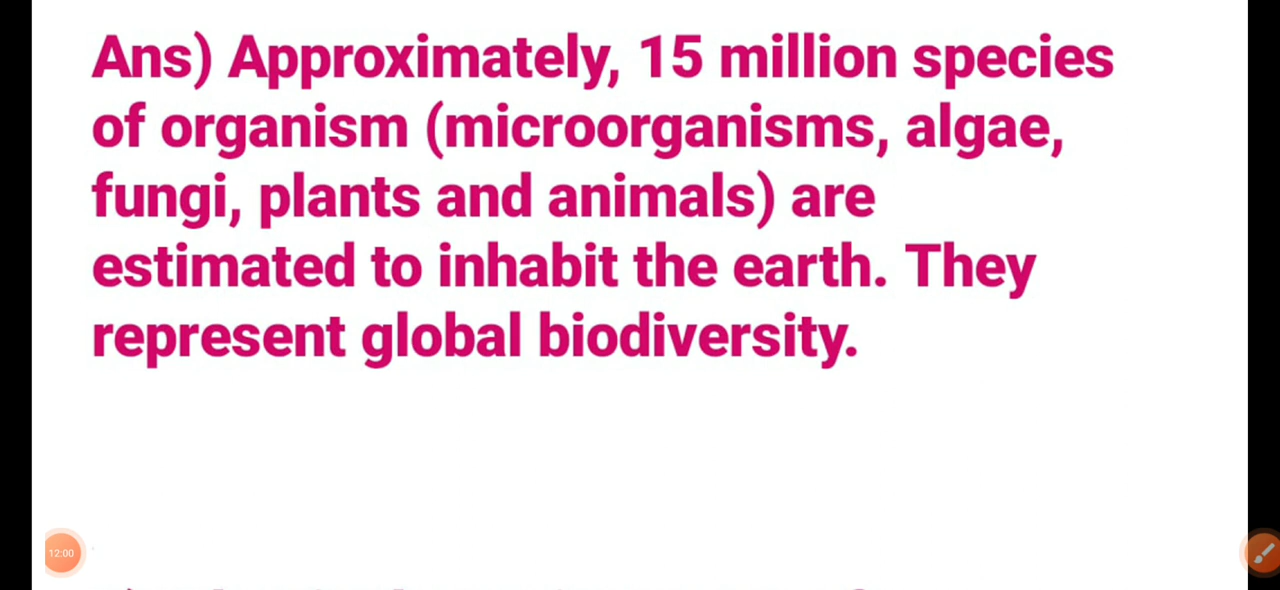 Ans) Approximately, 15 million species
of organism (microorganisms, algae,
fungi, plants and animals) are
estimated to inhabit the earth. They
represent global biodiversity.
12:00